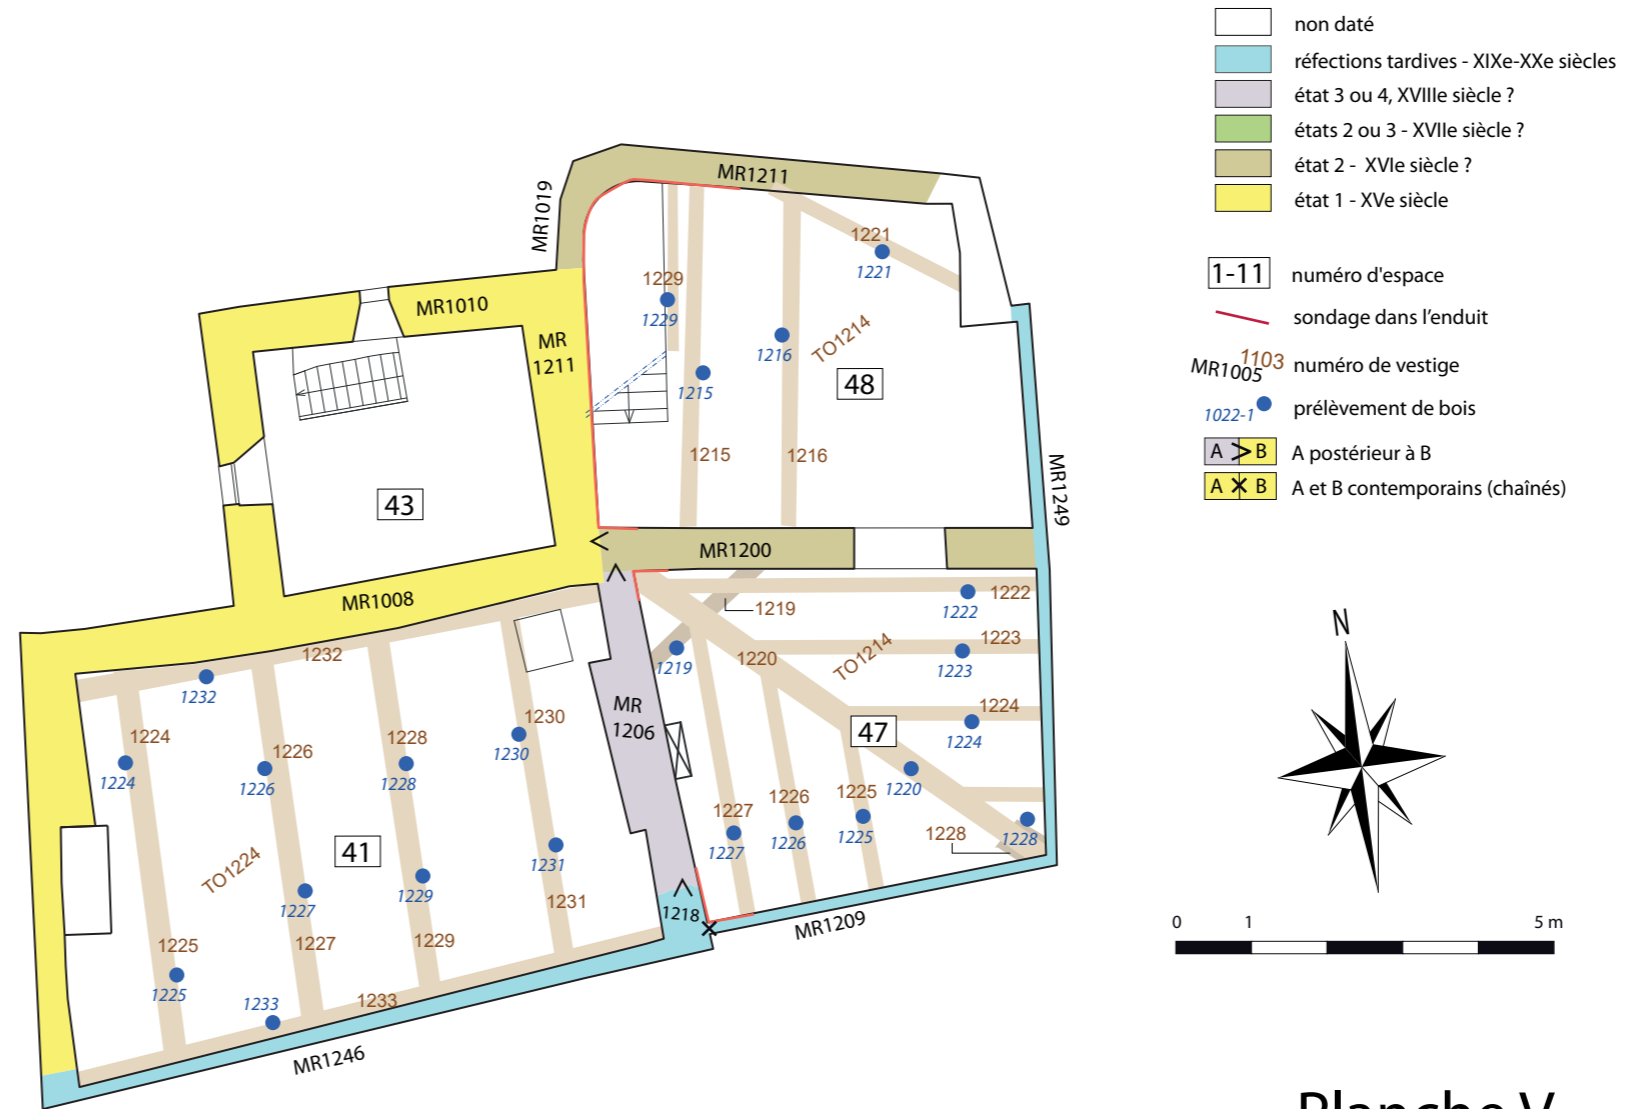 non daté
réfections tardives - XIXe-XXe siècles
état 3 ou 4, XVIIIe siècle ?
états 2 ou 3 - XVIIe siècle ?
état 2 - XVIe siècle ?
état 1 - XVe siècle
1-11 numéro d'espace
sondage dans l'enduit
MR1005 1103 numéro de vestige
1022-1 prélèvement de bois
A > B A postérieur à B
A X B A et B contemporains (chaînés)
MR1211
MR1019
1221
1221
1229
1229
MR1010
MR
1211
1216
TO1214
1215
48
1215
1216
MR1249
43
MR1200
MR1008
1222
1222
1219
1223
1223
1219
1220
TO1214
1232
1232
1224
1224
47
MR
1206
1224
1224
1226
1226
1228
1228
1230
1230
1220
1227
1227
1226
1226
1225
1225
1228
1228
41
TO1224
1231
1231
1227
1227
1229
1229
1218
MR1209
1225
1225
1233
1233
MR1246
N
0 1 5 m
Planche V